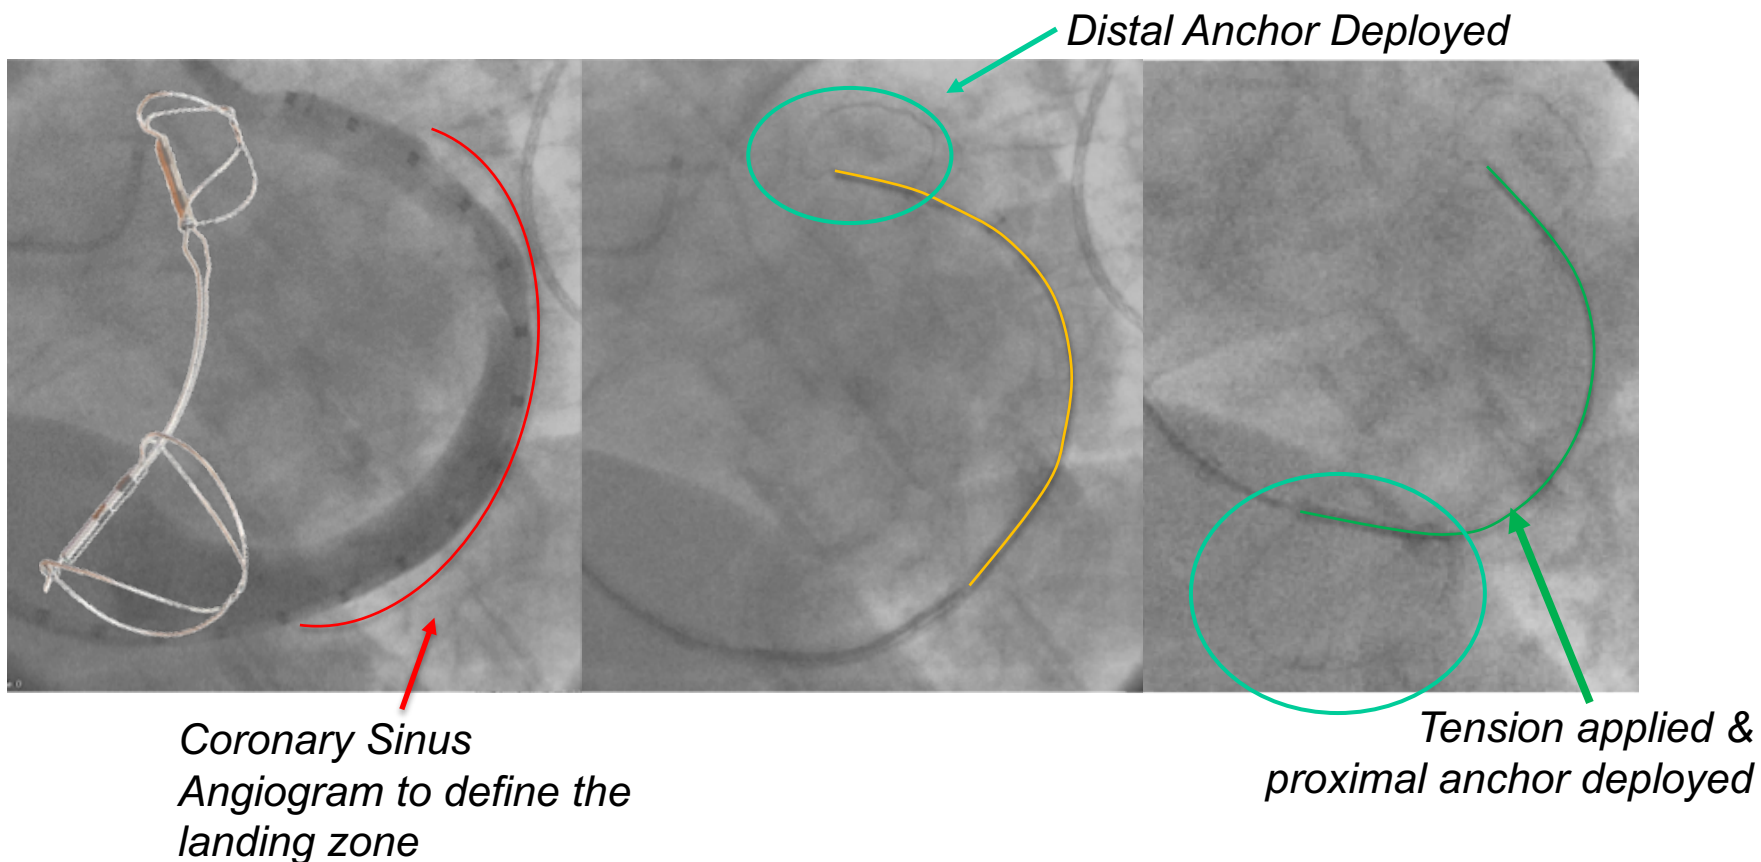 Distal Anchor Deployed
Coronary Sinus
Angiogram to define the
landing zone
Tension applied &
proximal anchor deployed